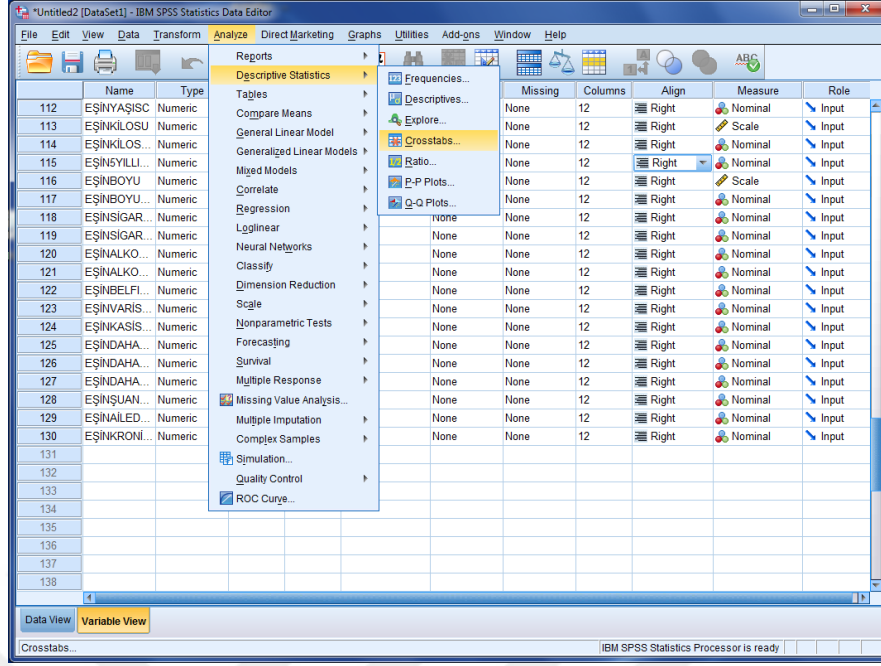 *Untitled2 [DataSet1] - IBM SPSS Statistics Data Editor
File Edit View Data Transform Analyze Direct Marketing Graphs Utilities Add-ons Window Help
Name Type Missing Columns Align Measure Role
112 EŞİNYAŞISC Numeric None 12 Right Nominal Input
113 EŞİNKİLOSU Numeric None 12 Right Scale Input
114 EŞİNKİLOS... Numeric None 12 Right Nominal Input
115 EŞİN5YILLI... Numeric None 12 Right Nominal Input
116 EŞİNBOYU Numeric None 12 Right Scale Input
117 EŞİNBOYU... Numeric None 12 Right Nominal Input
118 EŞİNSİGAR... Numeric None None 12 Right Nominal Input
119 EŞİNSİGAR... Numeric None None 12 Right Nominal Input
120 EŞİNALKO... Numeric None None 12 Right Nominal Input
121 EŞİNALKO... Numeric None None 12 Right Nominal Input
122 EŞİNBELFI... Numeric None None 12 Right Nominal Input
123 EŞİNVARİS... Numeric None None 12 Right Nominal Input
124 EŞİNKASİS... Numeric None None 12 Right Nominal Input
125 EŞİNDAHA... Numeric None None 12 Right Nominal Input
126 EŞİNDAHA... Numeric None None 12 Right Nominal Input
127 EŞİNDAHA... Numeric None None 12 Right Nominal Input
128 EŞİNŞUAN... Numeric None None 12 Right Nominal Input
129 EŞİNAİLED... Numeric None None 12 Right Nominal Input
130 EŞİNKRONİ... Numeric None None 12 Right Nominal Input
131
132
133
134
135
136
137
138
Reports
Descriptive Statistics
Tables
Compare Means
General Linear Model
Generalized Linear Models
Mixed Models
Correlate
Regression
Loglinear
Neural Networks
Classify
Dimension Reduction
Scale
Nonparametric Tests
Forecasting
Survival
Multiple Response
Missing Value Analysis...
Multiple Imputation
Complex Samples
Simulation...
Quality Control
ROC Curve...
Frequencies...
Descriptives...
Explore...
Crosstabs...
Ratio...
P-P Plots...
Q-Q Plots...
Data View Variable View
Crosstabs... IBM SPSS Statistics Processor is ready